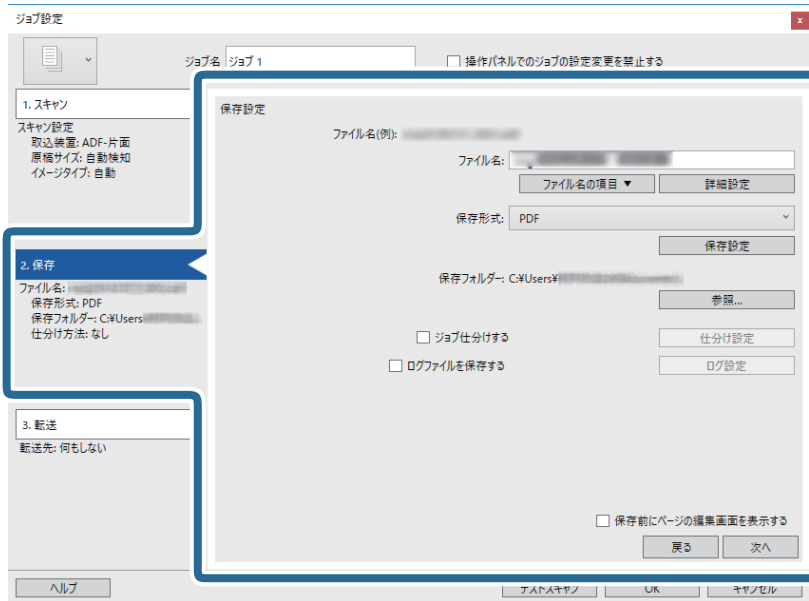 ジョブ設定
x
ジョブ名 ジョブ 1
操作パネルでのジョブの設定変更を禁止する
1. スキャン
スキャン設定
取込装置: ADF-片面
原稿サイズ: 自動検知
イメージタイプ: 自動
2. 保存
ファイル名:
保存形式: PDF
保存フォルダー: C:¥Users
仕分け方法: なし
3. 転送
転送先: 何もしない
保存設定
ファイル名(例):
ファイル名:
ファイル名の項目 ▼ 詳細設定
保存形式: PDF
保存設定
保存フォルダー: C:¥Users¥
参照...
ジョブ仕分けする 仕分け設定
ログファイルを保存する ログ設定
保存前にページの編集画面を表示する
戻る 次へ
ヘルプ テストスキャン OK キャンセル